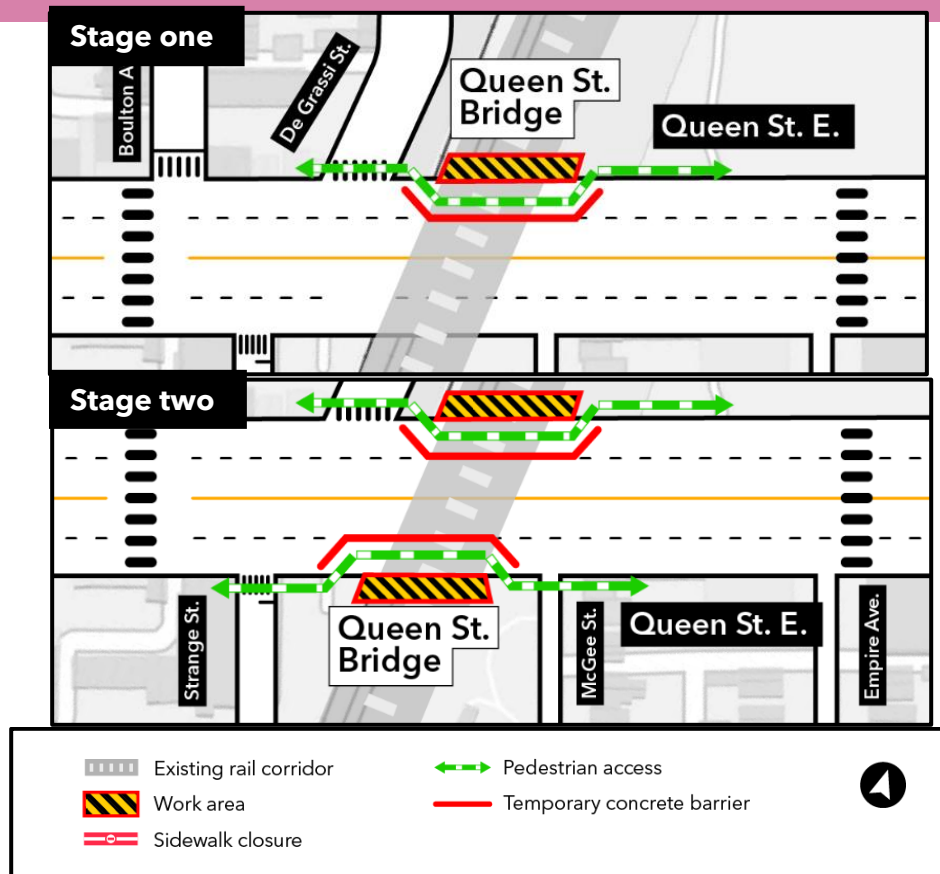 Stage one
Boulton A
De Grassi St.
Queen St.
Bridge
Queen St. E.
Stage two
Strange St.
Queen St.
Bridge
McGee St.
Queen St. E.
Empire Ave.
Existing rail corridor
Work area
Sidewalk closure
Pedestrian access
Temporary concrete barrier